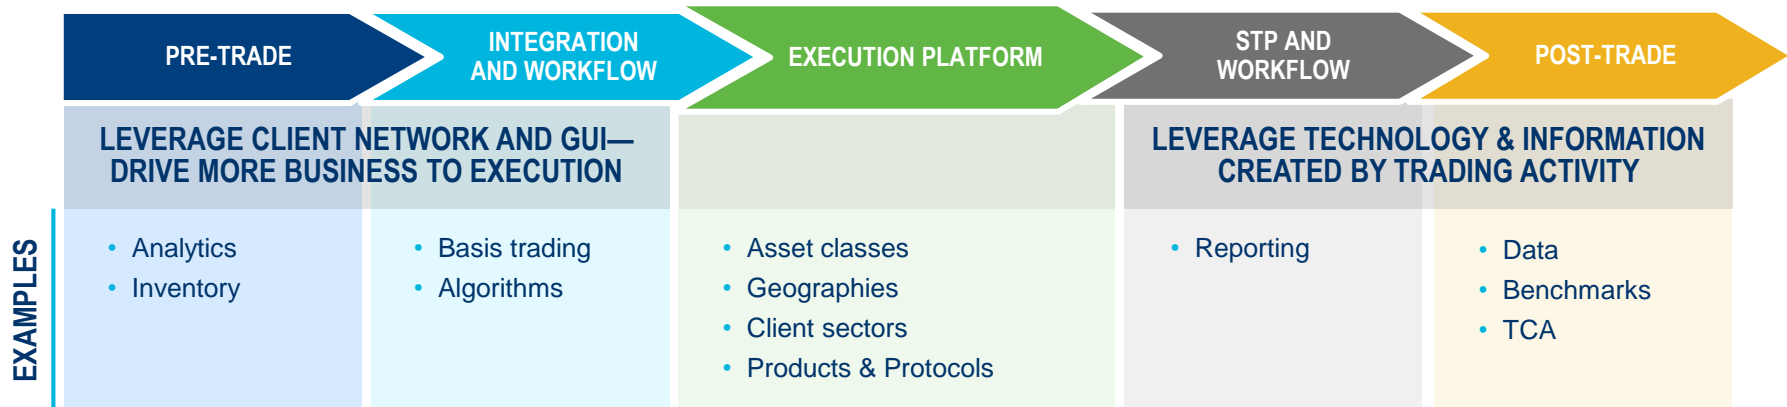 PRE-TRADE
INTEGRATION
AND WORKFLOW
EXECUTION PLATFORM
STP AND
WORKFLOW
POST-TRADE
LEVERAGE CLIENT NETWORK AND GUI—
DRIVE MORE BUSINESS TO EXECUTION
LEVERAGE TECHNOLOGY & INFORMATION
CREATED BY TRADING ACTIVITY
EXAMPLES
• Analytics
• Inventory
• Basis trading
• Algorithms
• Asset classes
• Geographies
• Client sectors
• Products & Protocols
• Reporting
• Data
• Benchmarks
• TCA